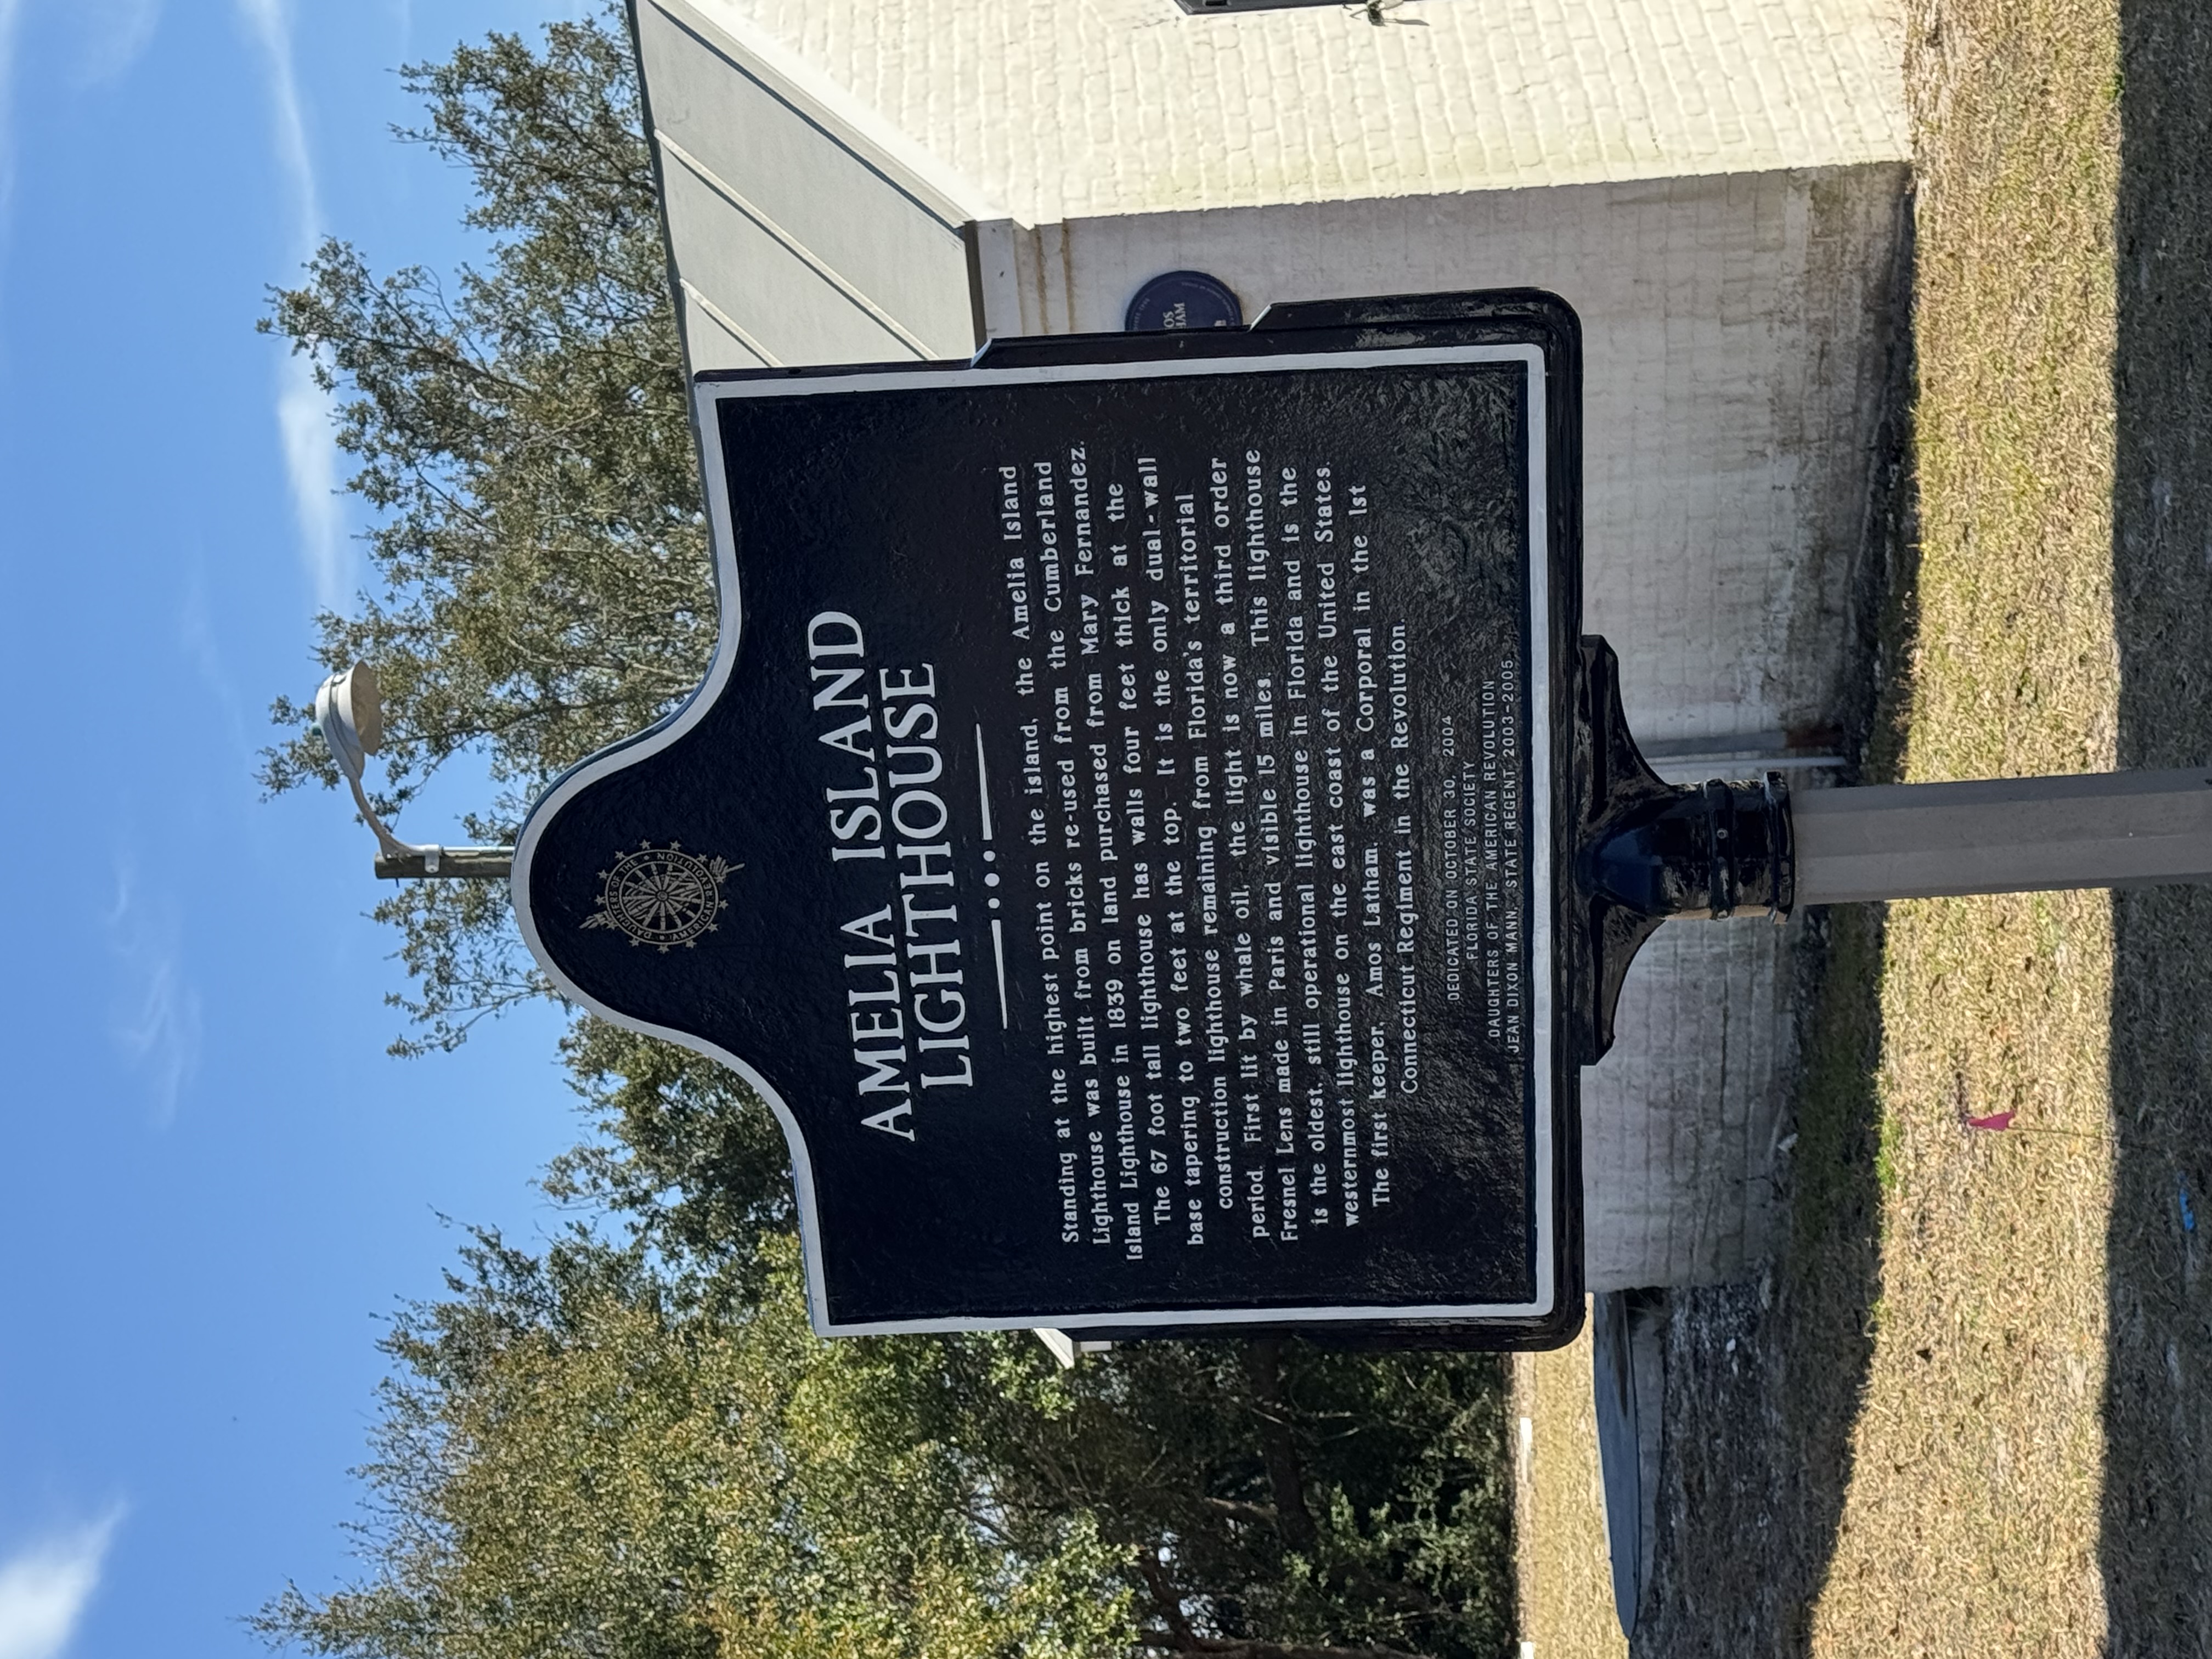 DAUGHTERS OF THE AMERICAN REVOLUTION
AMELIA ISLAND
LIGHTHOUSE
Standing at the highest point on the island, the Amelia Island
Lighthouse was built from bricks re-used from the Cumberland
Island Lighthouse in 1839 on land purchased from Mary Fernandez.
The 67 foot tall lighthouse has walls four feet thick at the
base tapering to two feet at the top. It is the only dual-wall
construction lighthouse remaining from Florida's territorial
period. First lit by whale oil, the light is now a third order
Fresnel Lens made in Paris and visible 15 miles. This lighthouse
is the oldest, still operational lighthouse in Florida and is the
westernmost lighthouse on the east coast of the United States.
The first keeper, Amos Latham, was a Corporal in the 1st
Connecticut Regiment in the Revolution.
DEDICATED ON OCTOBER 30, 2004
FLORIDA STATE SOCIETY
DAUGHTERS OF THE AMERICAN REVOLUTION
JEAN DIXON MANN, STATE REGENT 2003-2005